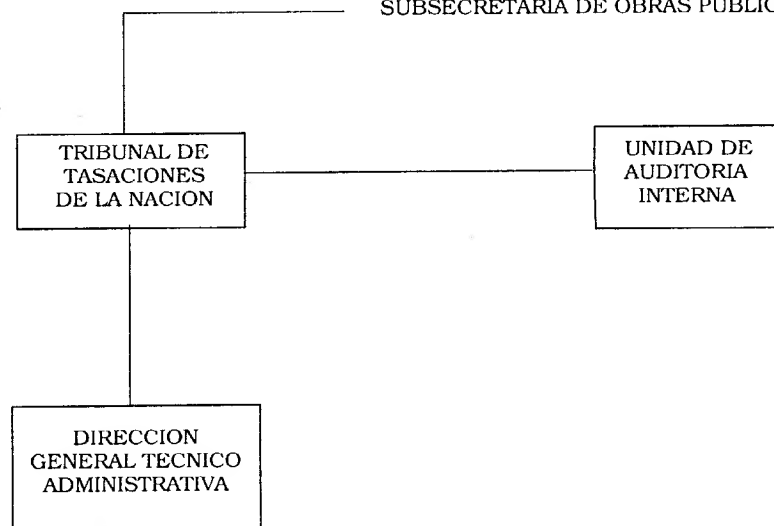 SUBSECRETARIA DE OBRAS PUBLIC
TRIBUNAL DE
TASACIONES
DE LA NACION
UNIDAD DE
AUDITORIA
INTERNA
DIRECCION
GENERAL TECNICO
ADMINISTRATIVA